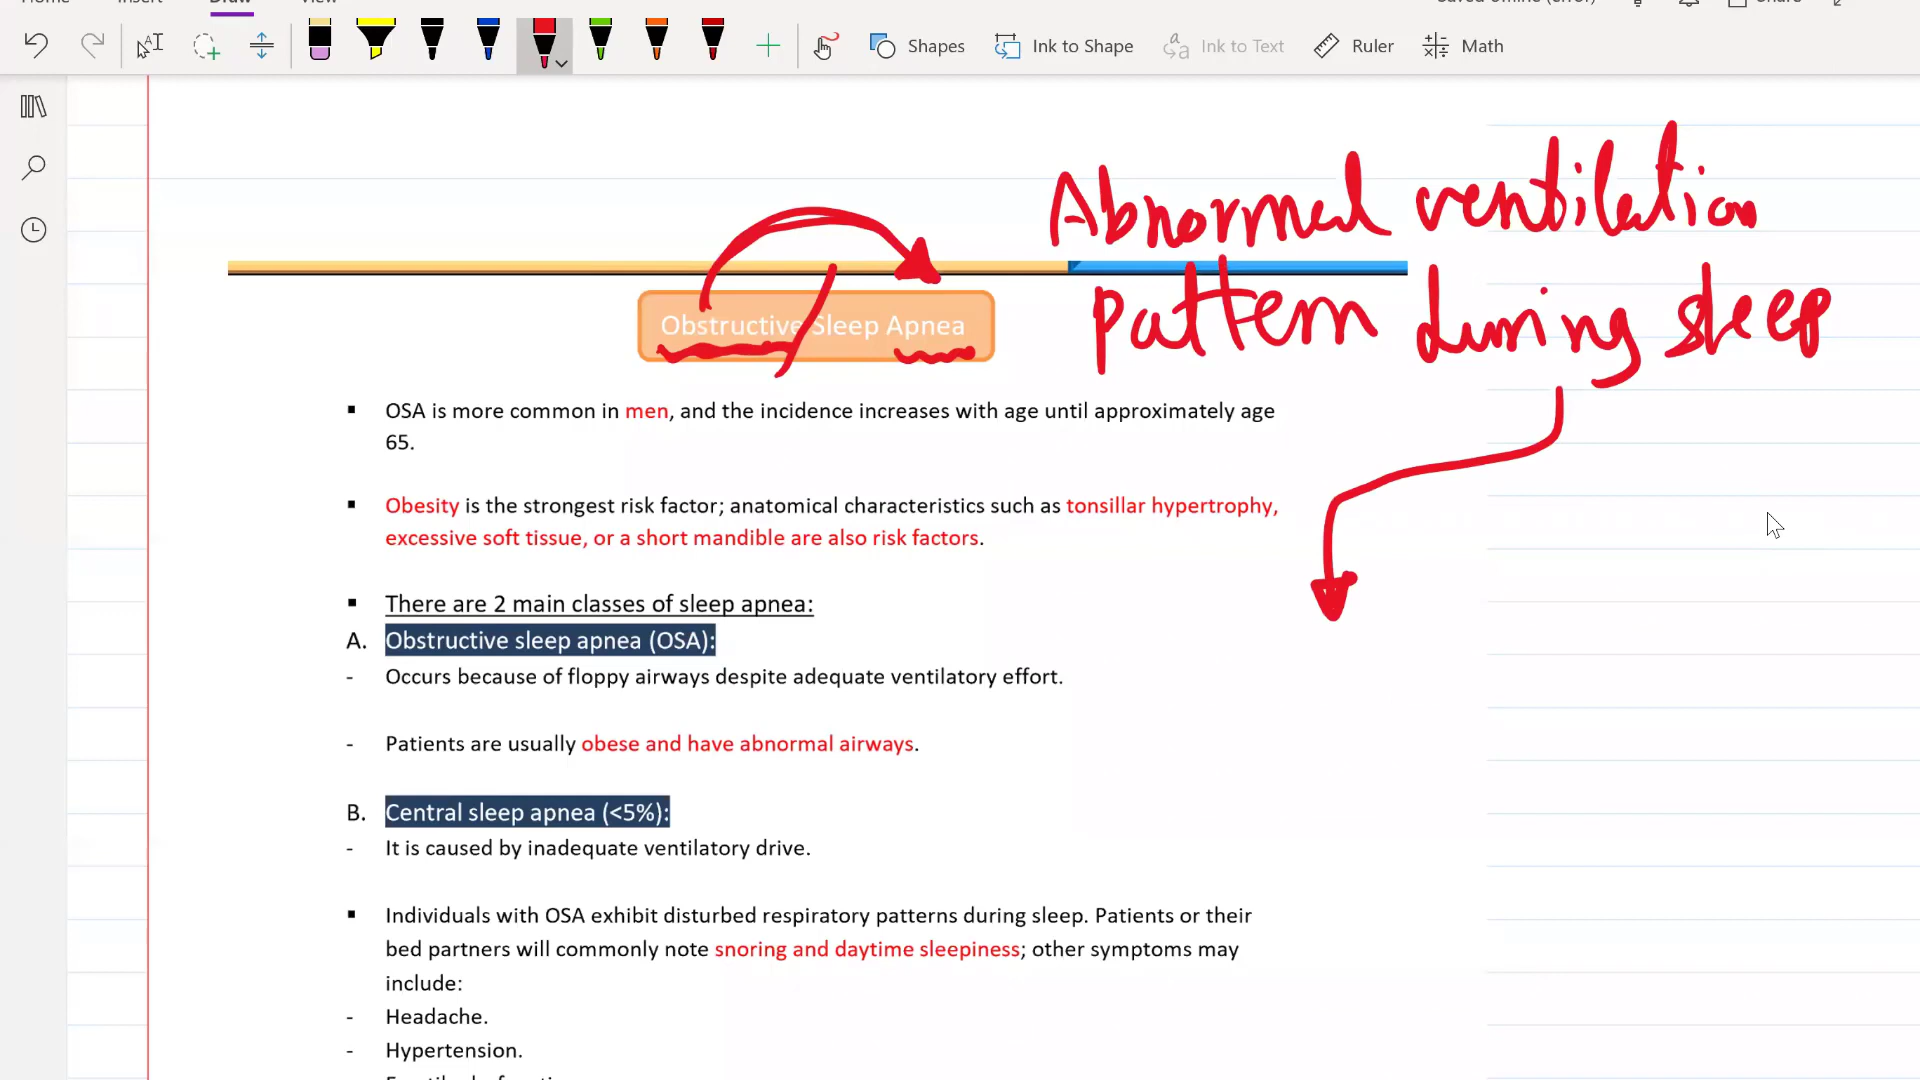 Draw
Shapes
Ink to Shape
Ink to Text
Ruler
Math
Abnormal ventilation
pattern during sleep
Obstructive Sleep Apnea
▪ OSA is more common in men, and the incidence increases with age until approximately age
65.
▪ Obesity is the strongest risk factor; anatomical characteristics such as tonsillar hypertrophy,
excessive soft tissue, or a short mandible are also risk factors.
▪ There are 2 main classes of sleep apnea:
A. Obstructive sleep apnea (OSA):
- Occurs because of floppy airways despite adequate ventilatory effort.
- Patients are usually obese and have abnormal airways.
B. Central sleep apnea (<5%):
- It is caused by inadequate ventilatory drive.
▪ Individuals with OSA exhibit disturbed respiratory patterns during sleep. Patients or their
bed partners will commonly note snoring and daytime sleepiness; other symptoms may
include:
- Headache.
- Hypertension.